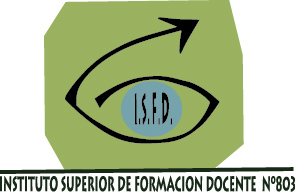 I.S.F.D.
INSTITUTO SUPERIOR DE FORMACION DOCENTE Nº803